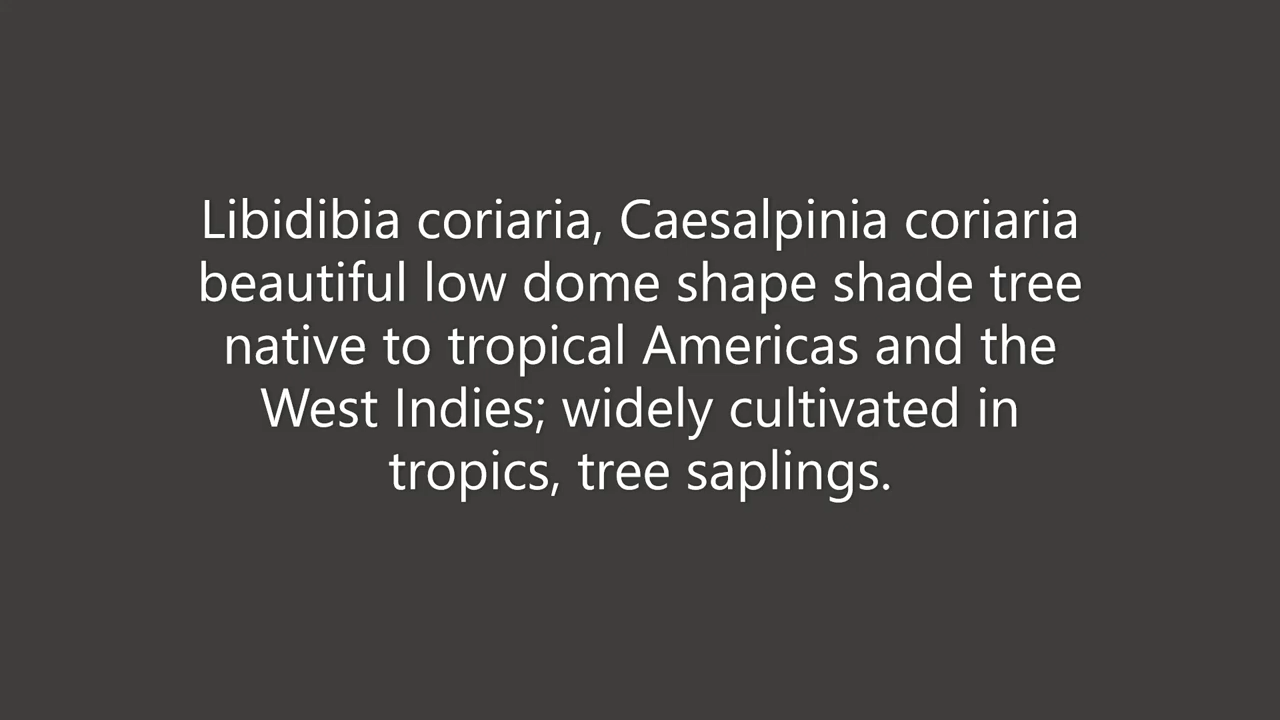 Libidibia coriaria, Caesalpinia coriaria
beautiful low dome shape shade tree
native to tropical Americas and the
West Indies; widely cultivated in
tropics, tree saplings.